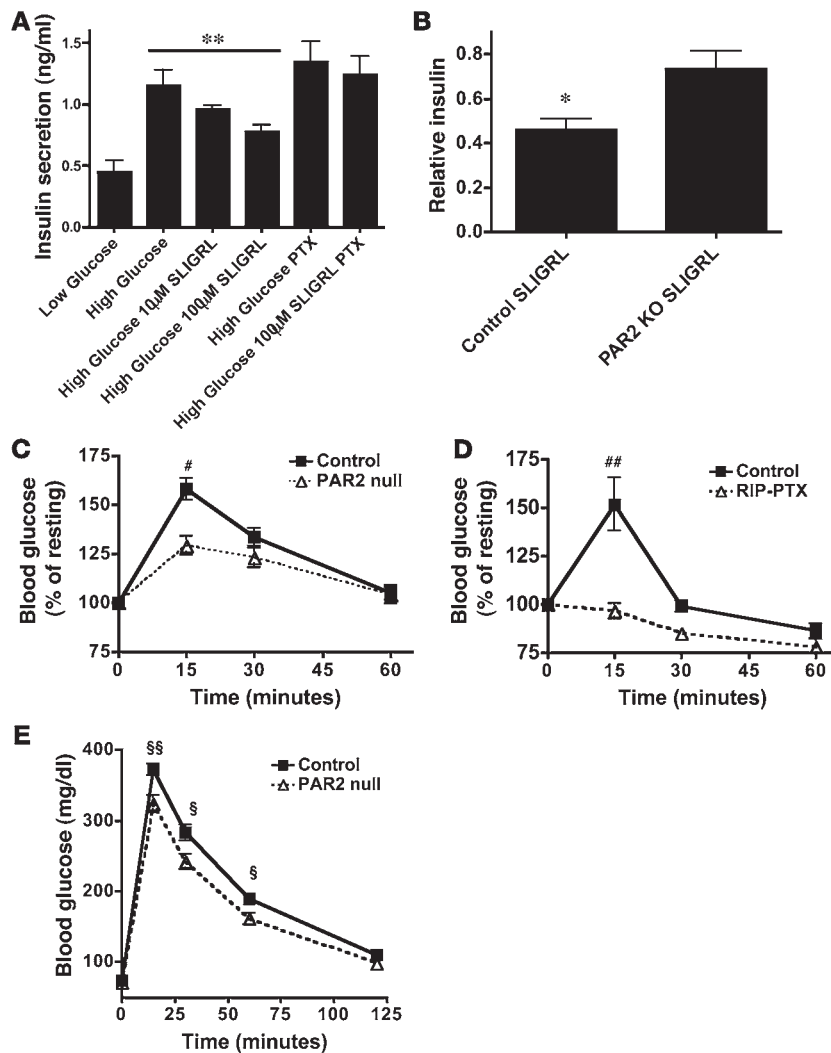 A
Insulin secretion (ng/ml)
1.5
1.0
0.5
0.0
**
Low Glucose
High Glucose
High Glucose 10µM SLIGRL
High Glucose 100µM SLIGRL
High Glucose PTX
High Glucose 100µM SLIGRL PTX
B
Relative insulin
0.8
0.6
0.4
0.2
0.0
*
Control SLIGRL
PAR2 KO SLIGRL
C
Blood glucose
(% of resting)
175
150
125
100
75
#
Control
PAR2 null
0 15 30 45 60
Time (minutes)
D
Blood glucose
(% of resting)
175
150
125
100
75
##
Control
RIP-PTX
0 15 30 45 60
Time (minutes)
E
Blood glucose (mg/dl)
400
300
200
100
§§
§
§
Control
PAR2 null
0 25 50 75 100 125
Time (minutes)